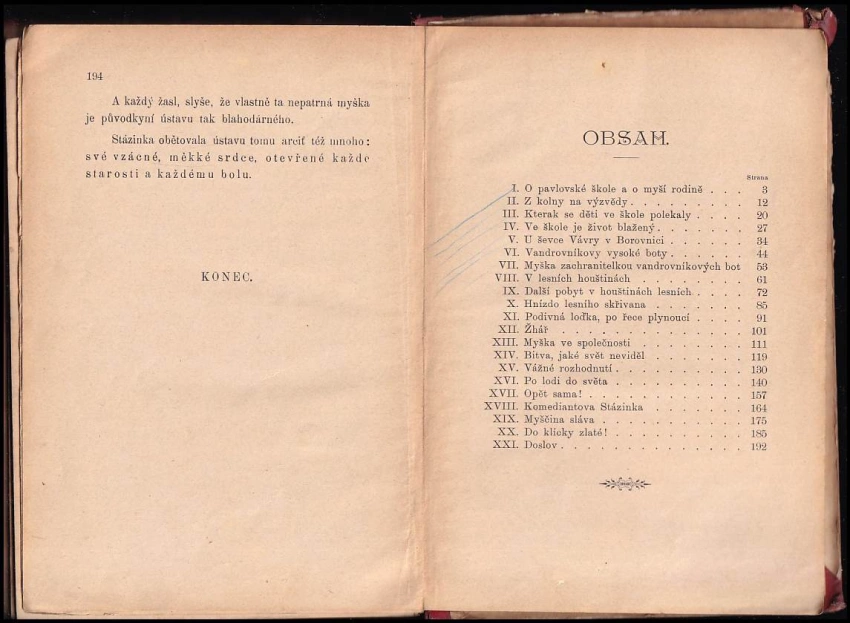 194
A každý žasl, slyše, že vlastně ta nepatrná myška
je původkyní ústavu tak blahodárného.
Stázinka obětovala ústavu tomu arciť též mnoho:
své vzácné, měkké srdce, otevřené každé
starosti a každému bolu.
KONEC.
OBSAH.
Strana
I. O pavlovské škole a o myší rodině . . . 3
II. Z kolny na výzvědy . . . . . . . . . 12
III. Kterak se děti ve škole polekaly . . . . 20
IV. Ve škole je život blažený . . . . . . . 27
V. U ševce Vávry v Borovnici . . . . . . 34
VI. Vandrovníkovy vysoké boty . . . . . . 44
VII. Myška zachranitelkou vandrovníkových bot 53
VIII. V lesních houštinách . . . . . . . . 61
IX. Další pobyt v houštinách lesních . . . . 72
X. Hnízdo lesního skřivana . . . . . . . 85
XI. Podivná loďka, po řece plynoucí . . . . 91
XII. Žhář . . . . . . . . . . . . . 101
XIII. Myška ve společnosti . . . . . . . . 111
XIV. Bitva, jaké svět neviděl . . . . . . . 119
XV. Vážné rozhodnutí . . . . . . . . . 130
XVI. Po lodi do světa . . . . . . . . . . 140
XVII. Opět sama! . . . . . . . . . . . 157
XVIII. Komediantova Stázinka . . . . . . . 164
XIX. Myščina sláva . . . . . . . . . . . 175
XX. Do klícky zlaté! . . . . . . . . . . 185
XXI. Doslov . . . . . . . . . . . . . 192